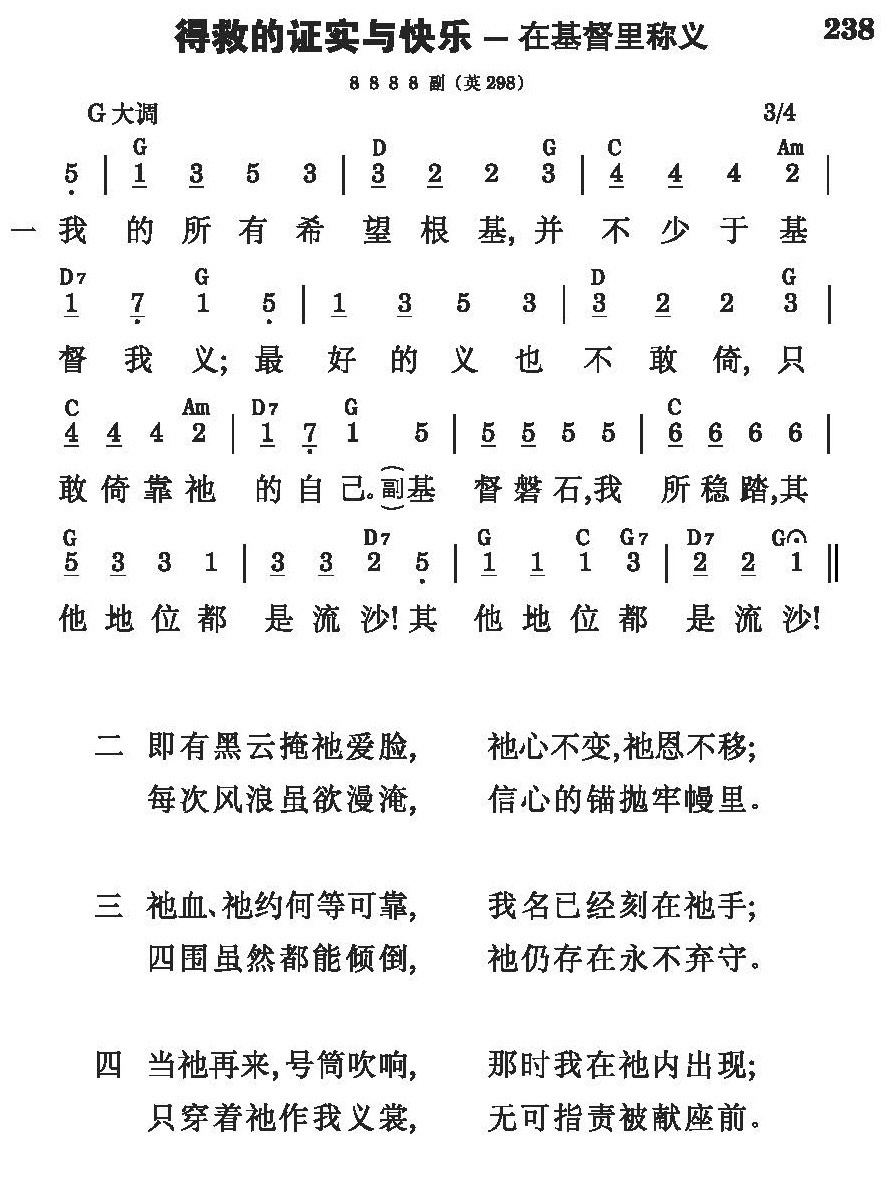 得救的证实与快乐 — 在基督里称义 238
8 8 8 8 副（英298）
G大调 3/4
G D G C Am
5 | 1 3 5 3 | 3 2 2 3 | 4 4 4 2 |
一 我 的 所 有 希 望 根 基, 并 不 少 于 基
D7 G D G
1 7 1 5 | 1 3 5 3 | 3 2 2 3 |
督 我 义; 最 好 的 义 也 不 敢 倚, 只
C Am D7 G C
4 4 4 2 | 1 7 1 5 | 5 5 5 5 | 6 6 6 6 |
敢 倚 靠 祂 的 自 己。(副) 基 督 磐 石, 我 所 稳 踏, 其
G D7 G C G7 D7 G
5 3 3 1 | 3 3 2 5 | 1 1 1 3 | 2 2 1 ‖
他 地 位 都 是 流 沙! 其 他 地 位 都 是 流 沙!
二 即有黑云掩祂爱脸, 祂心不变,祂恩不移;
每次风浪虽欲漫淹, 信心的锚抛牢幔里。
三 祂血、祂约何等可靠, 我名已经刻在祂手;
四围虽然都能倾倒, 祂仍存在永不弃守。
四 当祂再来,号筒吹响, 那时我在祂内出现;
只穿着祂作我义裳, 无可指责被献座前。